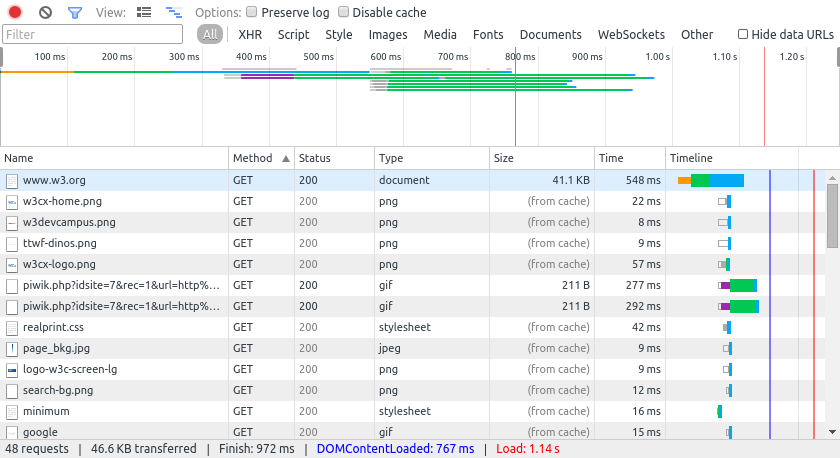 View: Options: Preserve log Disable cache
Filter All XHR Script Style Images Media Fonts Documents WebSockets Other Hide data URLs
100 ms 200 ms 300 ms 400 ms 500 ms 600 ms 700 ms 800 ms 900 ms 1.00 s 1.10 s 1.20 s
Name Method Status Type Size Time Timeline
www.w3.org GET 200 document 41.1 KB 548 ms
w3cx-home.png GET 200 png (from cache) 22 ms
w3devcampus.png GET 200 png (from cache) 8 ms
ttwf-dinos.png GET 200 png (from cache) 9 ms
w3cx-logo.png GET 200 png (from cache) 57 ms
piwik.php?idsite=7&rec=1&url=http%... GET 200 gif 211 B 277 ms
piwik.php?idsite=7&rec=1&url=http%... GET 200 gif 211 B 292 ms
realprint.css GET 200 stylesheet (from cache) 42 ms
page_bkg.jpg GET 200 jpeg (from cache) 9 ms
logo-w3c-screen-lg GET 200 png (from cache) 9 ms
search-bg.png GET 200 png (from cache) 12 ms
minimum GET 200 stylesheet (from cache) 16 ms
google GET 200 gif (from cache) 15 ms
48 requests | 46.6 KB transferred | Finish: 972 ms | DOMContentLoaded: 767 ms | Load: 1.14 s